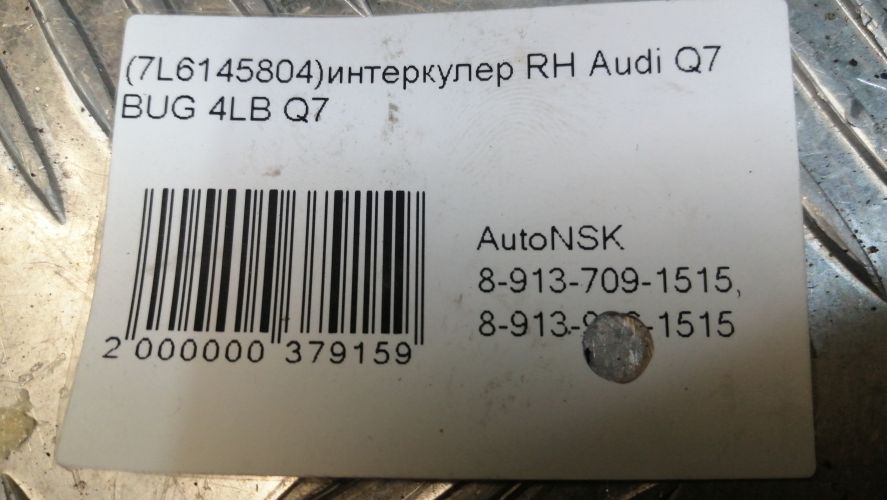 (7L6145804)интеркулер RH Audi Q7
BUG 4LB Q7
AutoNSK
8-913-709-1515,
2 000000 379159